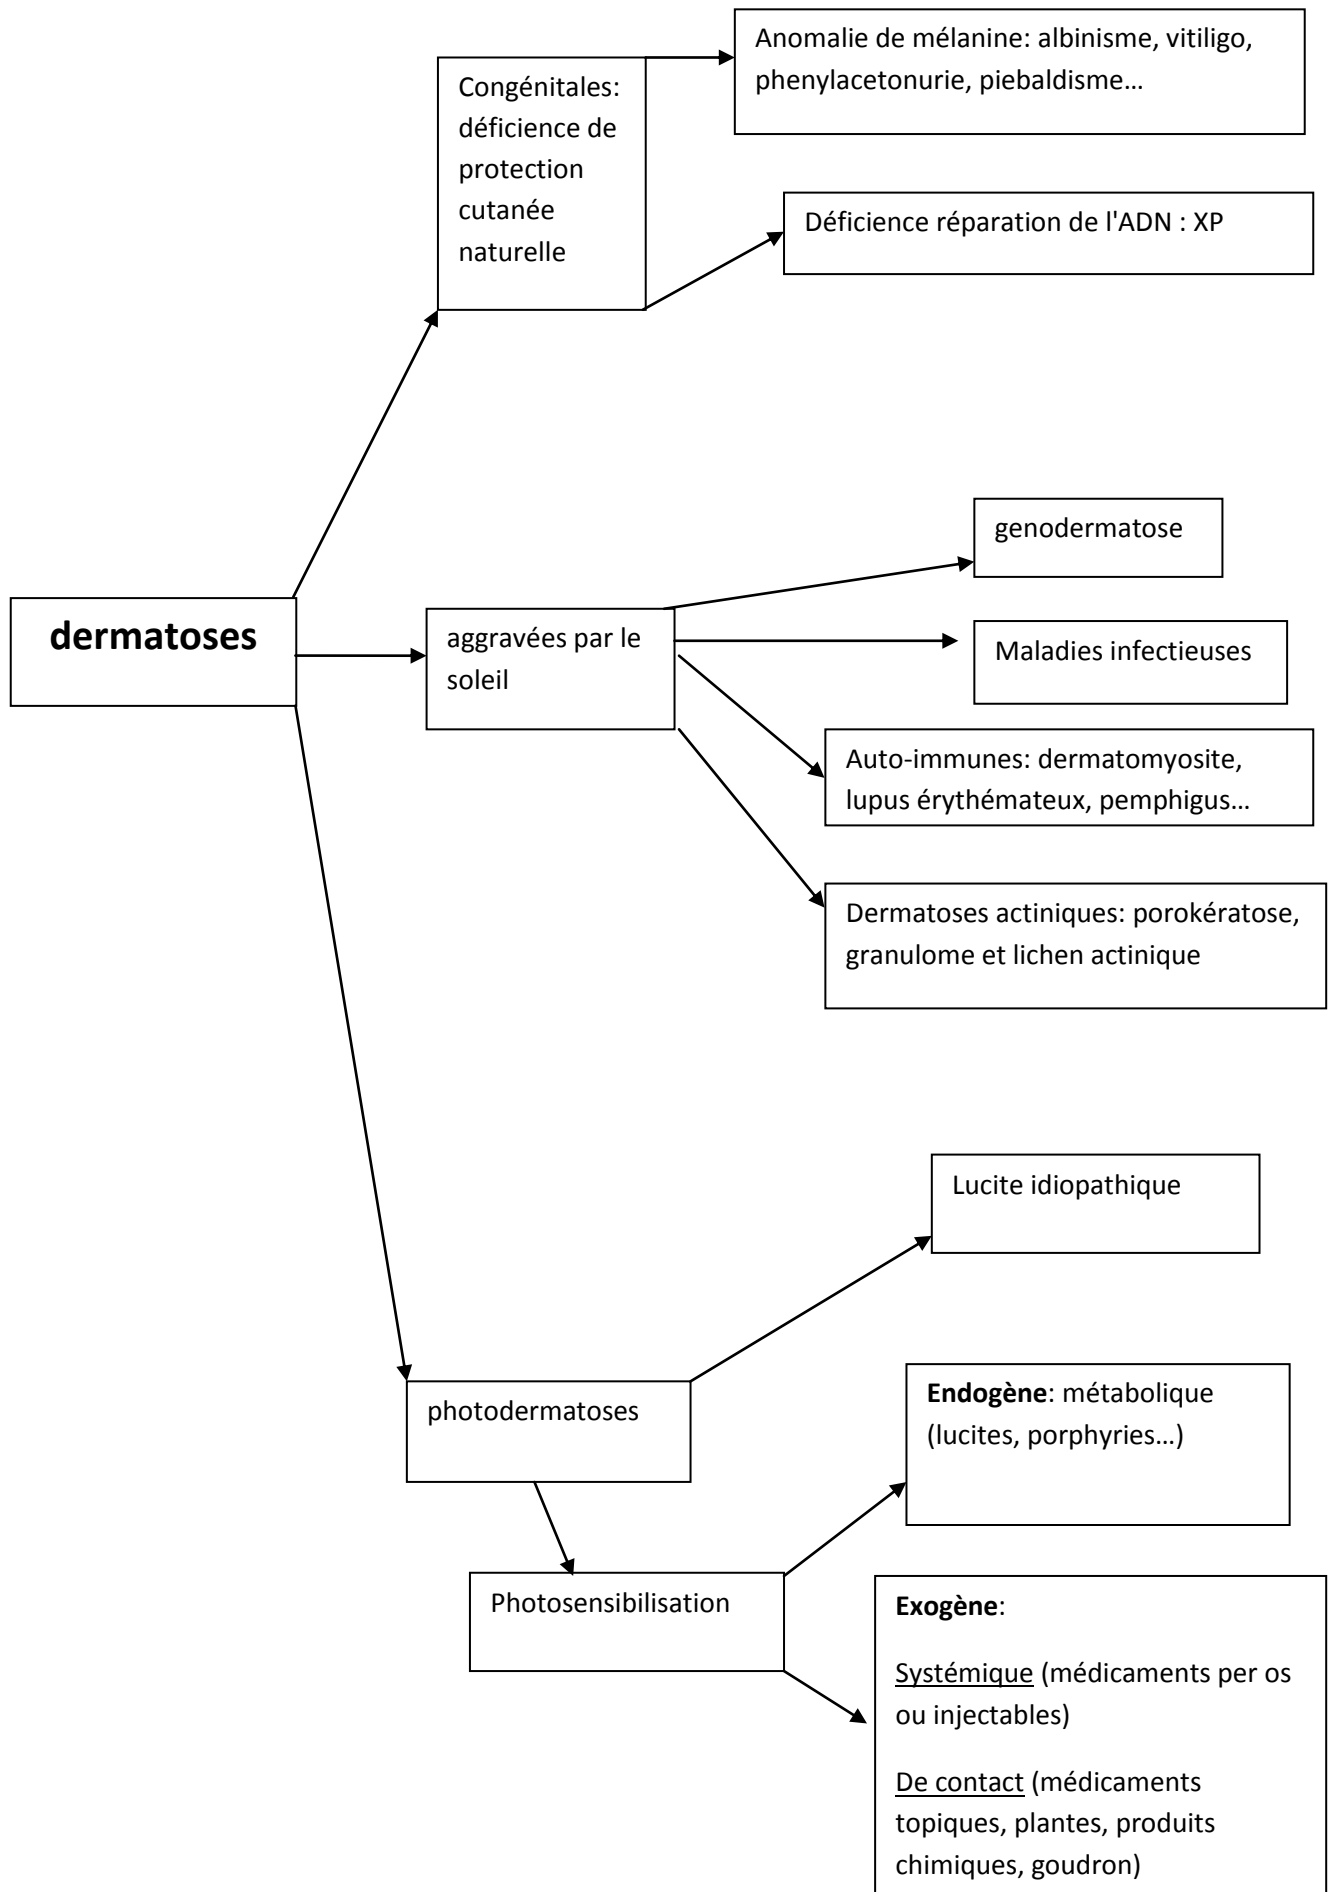 Anomalie de mélanine: albinisme, vitiligo,
phenylacetonurie, piebaldisme…
Congénitales:
déficience de
protection
cutanée
naturelle
Déficience réparation de l'ADN : XP
genodermatose
dermatoses
aggravées par le
soleil
Maladies infectieuses
Auto-immunes: dermatomyosite,
lupus érythémateux, pemphigus…
Dermatoses actiniques: porokératose,
granulome et lichen actinique
Lucite idiopathique
photodermatoses
Endogène: métabolique
(lucites, porphyries…)
Photosensibilisation
Exogène:
Systémique (médicaments per os
ou injectables)
De contact (médicaments
topiques, plantes, produits
chimiques, goudron)